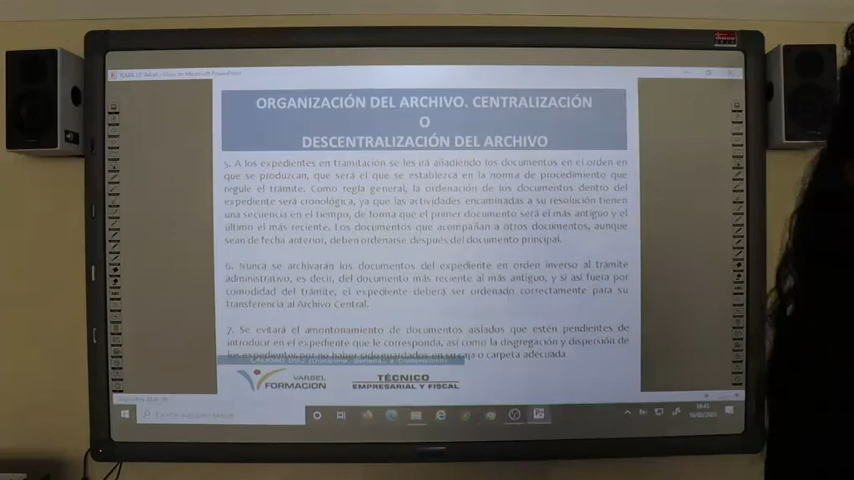 ORGANIZACIÓN DEL ARCHIVO. CENTRALIZACIÓN
O
DESCENTRALIZACIÓN DEL ARCHIVO
5. A los expedientes en tramitación se les irá añadiendo los documentos en el orden en
que se produzcan, que será el que se establezca en la norma de procedimiento que
regule el trámite. Como regla general, la ordenación de los documentos dentro del
expediente será cronológica, ya que las actividades encaminadas a su resolución tienen
una secuencia en el tiempo, de forma que el primer documento será el más antiguo y el
último el más reciente. Los documentos que acompañan a otros documentos, aunque
sean de fecha anterior, deben ordenarse después del documento principal.
6. Nunca se archivarán los documentos del expediente en orden inverso al trámite
administrativo, es decir, del documento más reciente al más antiguo, y si así fuera por
comodidad del trámite, el expediente deberá ser ordenado correctamente para su
transferencia al Archivo Central.
7. Se evitará el amontonamiento de documentos aislados que estén pendientes de
introducir en el expediente que le corresponda, así como la disgregación y dispersión de
los expedientes por no haber sido guardados en su caja o carpeta adecuada
VARBEL
FORMACIÓN
TÉCNICO
EMPRESARIAL Y FISCAL